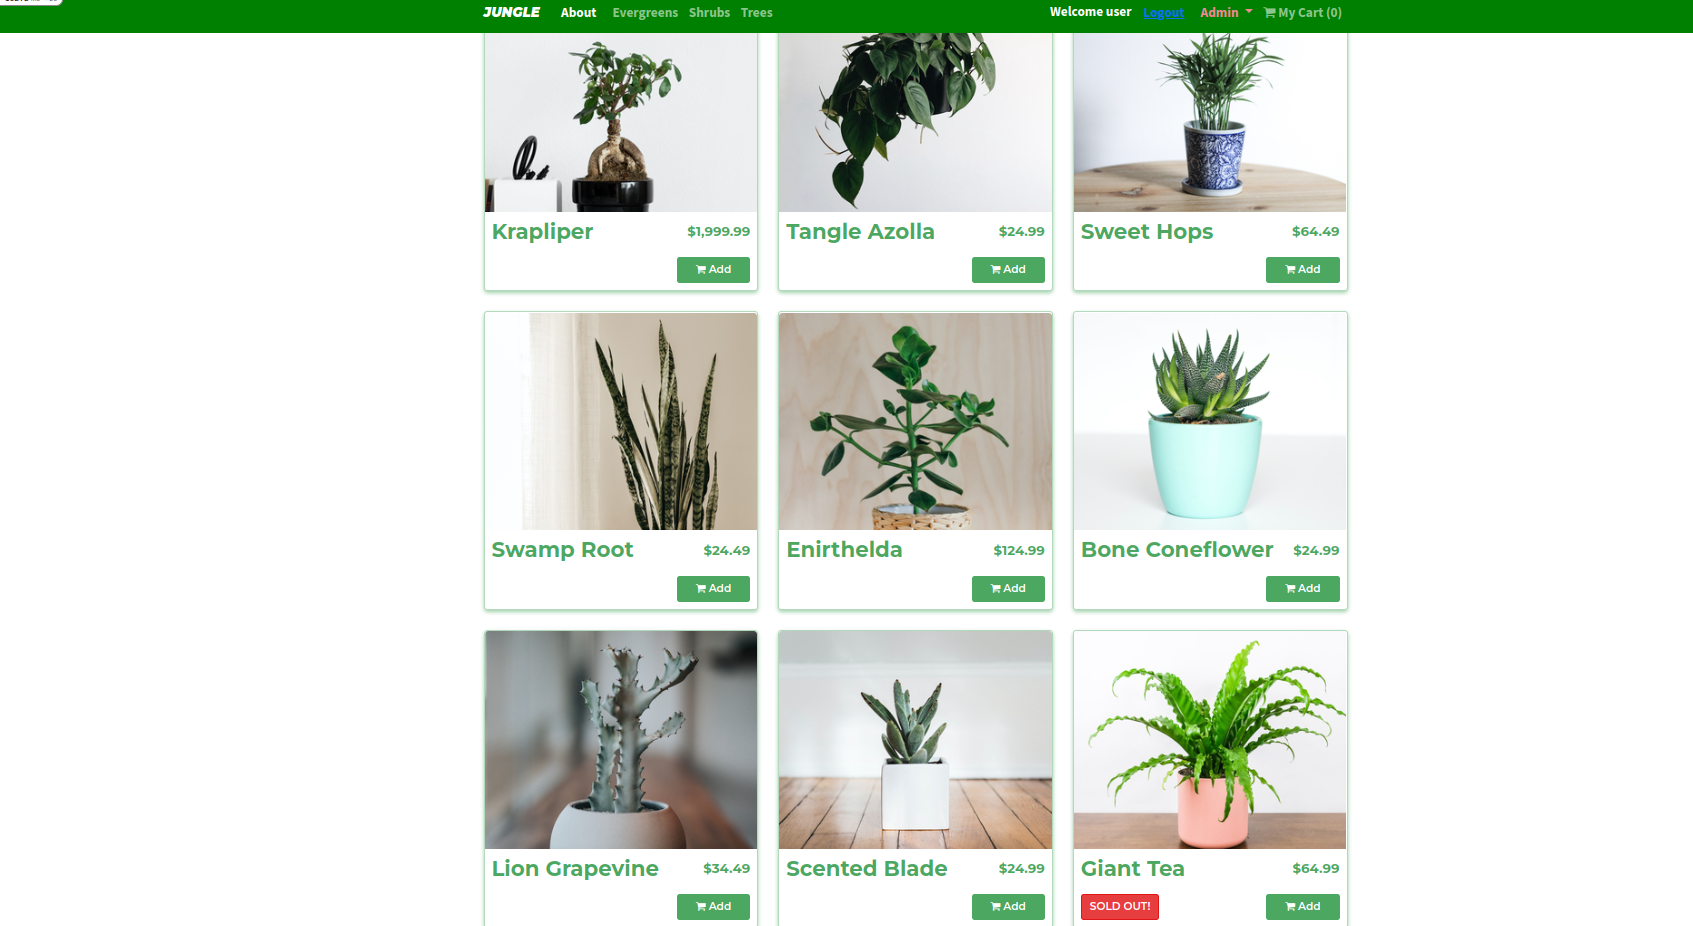 JUNGLE About Evergreens Shrubs Trees Welcome user Logout Admin My Cart (0)
Krapliper $1,999.99
Add
Tangle Azolla $24.99
Add
Sweet Hops $64.49
Add
Swamp Root $24.49
Add
Enirthelda $124.99
Add
Bone Coneflower $24.99
Add
Lion Grapevine $34.49
Add
Scented Blade $24.99
Add
Giant Tea $64.99
SOLD OUT! Add